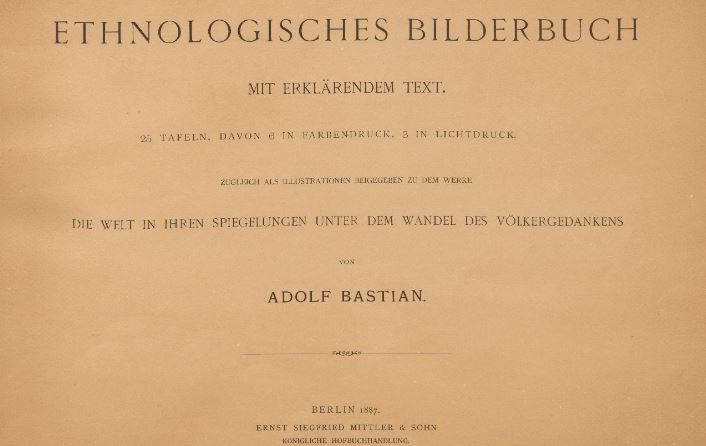 ETHNOLOGISCHES BILDERBUCH
MIT ERKLÄRENDEM TEXT.
25 TAFELN, DAVON 6 IN FARBENDRUCK, 3 IN LICHTDRUCK.
ZUGLEICH ALS ILLUSTRATIONEN BEIGEGEBEN ZU DEM WERKE
DIE WELT IN IHREN SPIEGELUNGEN UNTER DEM WANDEL DES VÖLKERGEDANKENS
VON
ADOLF BASTIAN.
BERLIN 1887.
ERNST SIEGFRIED MITTLER & SOHN
KÖNIGLICHE HOFBUCHHANDLUNG.